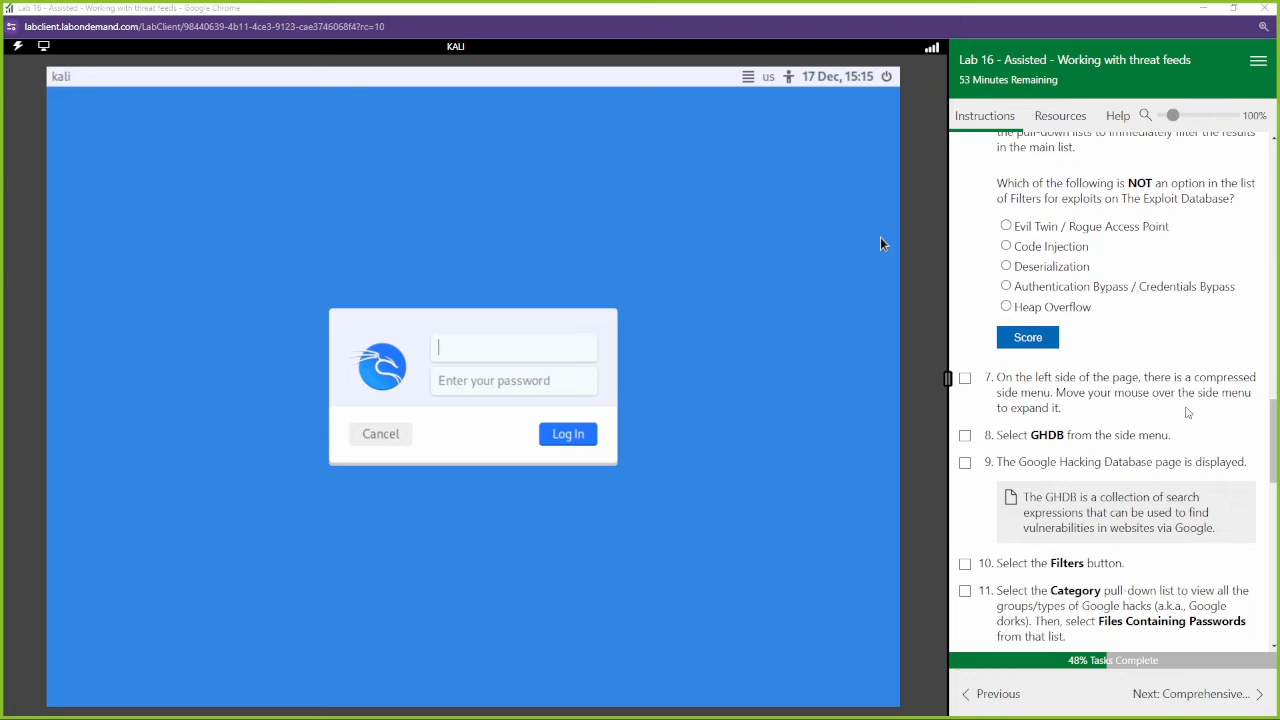 Lab 16 - Assisted - Working with threat feeds - Google Chrome
labclient.labondemand.com/LabClient/98440639-4b11-4ce3-9123-cae3746068f4?rc=10
KALI
kali
us
17 Dec, 15:15
Enter your password
Cancel
Log In
Lab 16 - Assisted - Working with threat feeds
53 Minutes Remaining
Instructions
Resources
Help
100%
the pull-down lists to immediately filter the results
in the main list.
Which of the following is NOT an option in the list
of Filters for exploits on The Exploit Database?
Evil Twin / Rogue Access Point
Code Injection
Deserialization
Authentication Bypass / Credentials Bypass
Heap Overflow
Score
7. On the left side of the page, there is a compressed
side menu. Move your mouse over the side menu
to expand it.
8. Select GHDB from the side menu.
9. The Google Hacking Database page is displayed.
The GHDB is a collection of search
expressions that can be used to find
vulnerabilities in websites via Google.
10. Select the Filters button.
11. Select the Category pull-down list to view all the
groups/types of Google hacks (a.k.a., Google
dorks). Then, select Files Containing Passwords
from that list.
48% Tasks Complete
Previous
Next: Comprehensive...